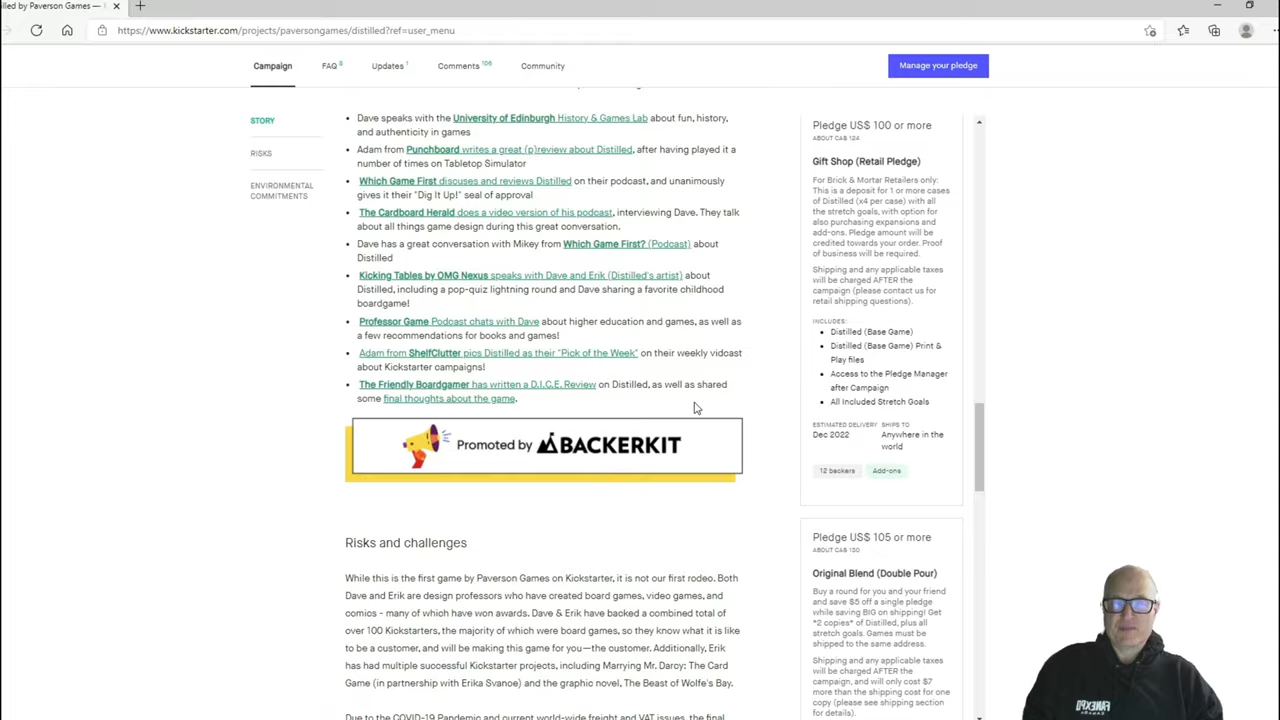 illed by Paverson Games —
https://www.kickstarter.com/projects/paversongames/distilled?ref=user_menu
Campaign
FAQ 8
Updates 1
Comments 106
Community
Manage your pledge
STORY
RISKS
ENVIRONMENTAL
COMMITMENTS
Dave speaks with the University of Edinburgh History & Games Lab about fun, history,
and authenticity in games
Adam from Punchboard writes a great (p)review about Distilled, after having played it a
number of times on Tabletop Simulator
Which Game First discusses and reviews Distilled on their podcast, and unanimously
gives it their "Dig It Up!" seal of approval
The Cardboard Herald does a video version of his podcast, interviewing Dave. They talk
about all things game design during this great conversation.
Dave has a great conversation with Mikey from Which Game First? (Podcast) about
Distilled
Kicking Tables by OMG Nexus speaks with Dave and Erik (Distilled's artist) about
Distilled, including a pop-quiz lightning round and Dave sharing a favorite childhood
boardgame!
Professor Game Podcast chats with Dave about higher education and games, as well as
a few recommendations for books and games!
Adam from ShelfClutter pics Distilled as their "Pick of the Week" on their weekly vidcast
about Kickstarter campaigns!
The Friendly Boardgamer has written a D.I.C.E. Review on Distilled, as well as shared
some final thoughts about the game.
Promoted by BACKERKIT
Risks and challenges
While this is the first game by Paverson Games on Kickstarter, it is not our first rodeo. Both
Dave and Erik are design professors who have created board games, video games, and
comics - many of which have won awards. Dave & Erik have backed a combined total of
over 100 Kickstarters, the majority of which were board games, so they know what it is like
to be a customer, and will be making this game for you—the customer. Additionally, Erik
has had multiple successful Kickstarter projects, including Marrying Mr. Darcy: The Card
Game (in partnership with Erika Svanoe) and the graphic novel, The Beast of Wolfe's Bay.
Due to the COVID-19 Pandemic and current world-wide freight and VAT issues, the final
Pledge US$ 100 or more
ABOUT CA$ 124
Gift Shop (Retail Pledge)
For Brick & Mortar Retailers only:
This is a deposit for 1 or more cases
of Distilled (x4 per case) with all
the stretch goals, with option for
also purchasing expansions and
add-ons. Pledge amount will be
credited towards your order. Proof
of business will be required.
Shipping and any applicable taxes
will be charged AFTER the
campaign (please contact us for
retail shipping questions).
INCLUDES:
Distilled (Base Game)
Distilled (Base Game) Print &
Play files
Access to the Pledge Manager
after Campaign
All Included Stretch Goals
ESTIMATED DELIVERY SHIPS TO
Dec 2022 Anywhere in the
world
12 backers Add-ons
Pledge US$ 105 or more
ABOUT CA$ 130
Original Blend (Double Pour)
Buy a round for you and your friend
and save $5 off a single pledge
while saving BIG on shipping! Get
*2 copies* of Distilled, plus all
stretch goals. Games must be
shipped to the same address.
Shipping and any applicable taxes
will be charged AFTER the
campaign, and will only cost $7
more than the shipping cost for one
copy (please see shipping section
for details).